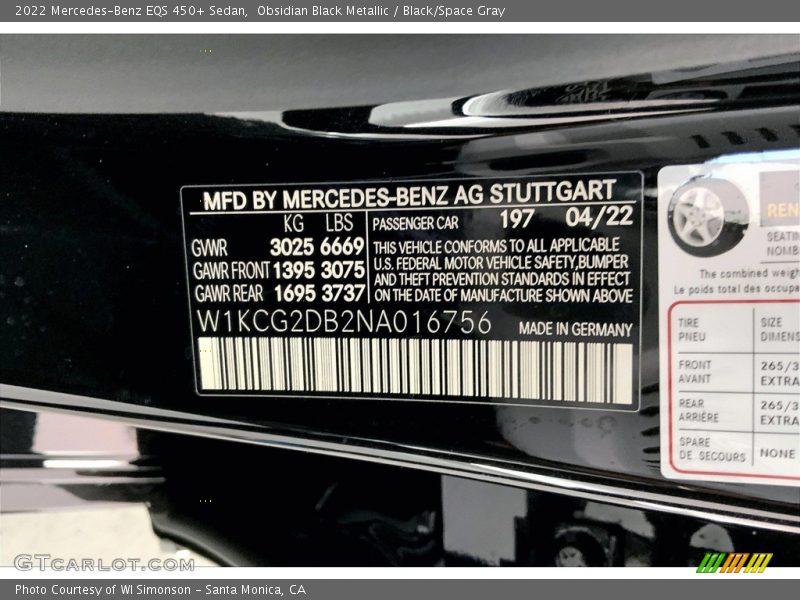 2022 Mercedes-Benz EQS 450+ Sedan, Obsidian Black Metallic / Black/Space Gray
MFD BY MERCEDES-BENZ AG STUTTGART
KG LBS
GVWR 3025 6669
GAWR FRONT 1395 3075
GAWR REAR 1695 3737
PASSENGER CAR 197 04/22
THIS VEHICLE CONFORMS TO ALL APPLICABLE
U.S. FEDERAL MOTOR VEHICLE SAFETY,BUMPER
AND THEFT PREVENTION STANDARDS IN EFFECT
ON THE DATE OF MANUFACTURE SHOWN ABOVE
W1KCG2DB2NA016756 MADE IN GERMANY
The combined
Le poids total des
TIRE
PNEU
SIZE
FRONT
AVANT
265/3
EXTRA
REAR
ARRIÈRE
265/3
EXTRA
SPARE
DE SECOURS
NONE
GTcarlot.com
Photo Courtesy of WI Simonson - Santa Monica, CA